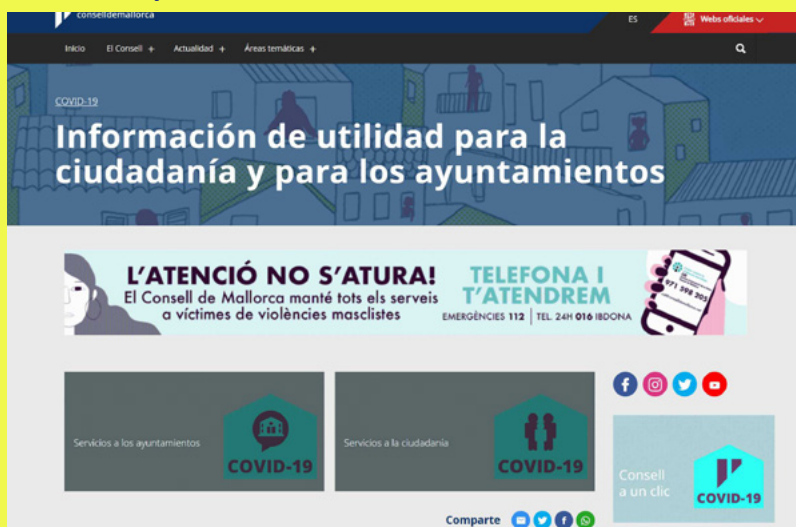 conselldemallorca
ES
Webs oficiales
Inicio El Consell + Actualidad + Áreas temáticas +
COVID-19
Información de utilidad para la
ciudadanía y para los ayuntamientos
L'ATENCIÓ NO S'ATURA!
El Consell de Mallorca manté tots els serveis
a víctimes de violències masclistes
TELEFONA I
T'ATENDREM
EMERGÈNCIES 112 | TEL. 24H 016 IBDONA
971 598 205
Servicios a los ayuntamientos
COVID-19
Servicios a la ciudadanía
COVID-19
Consell
a un clic
COVID-19
Comparte